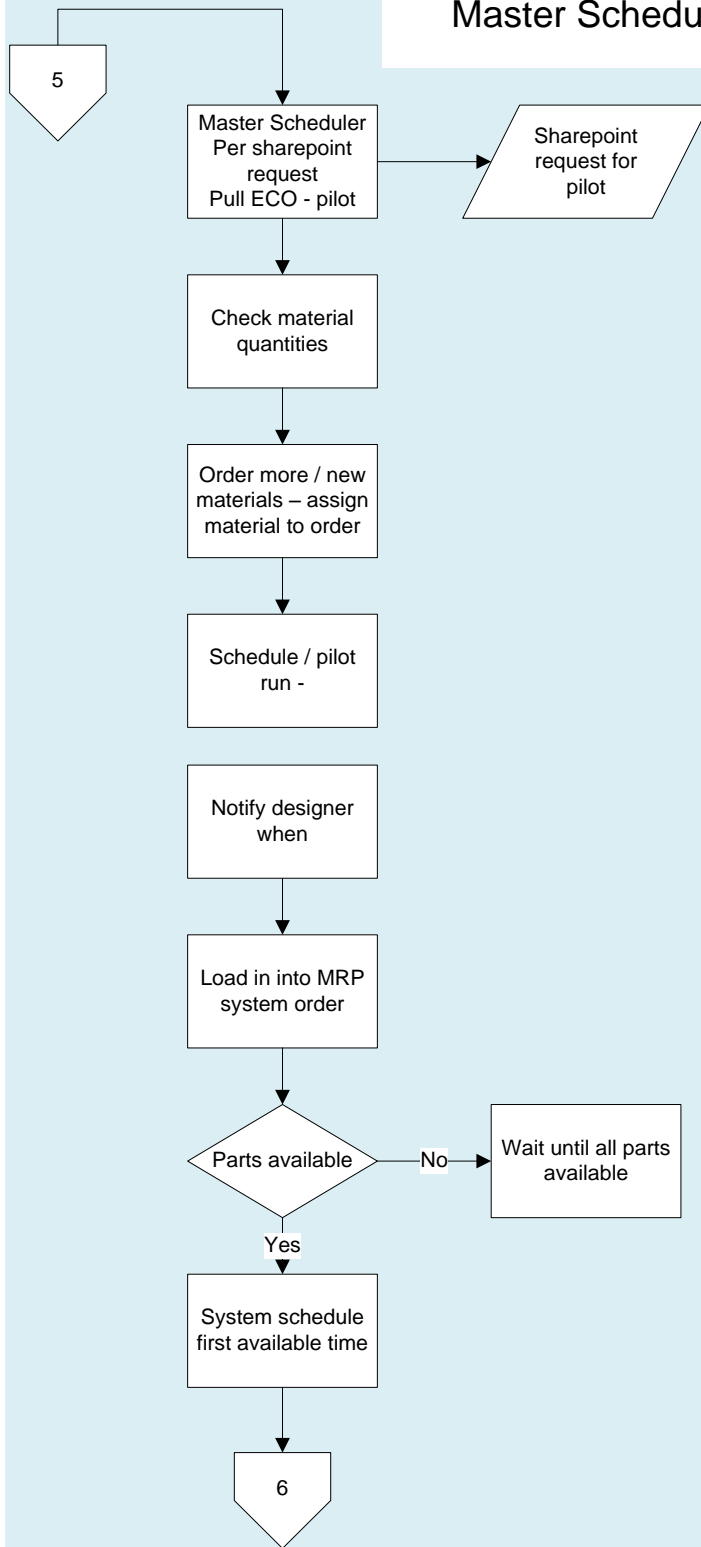 Master Schedu
5
Master Scheduler
Per sharepoint
request
Pull ECO - pilot
Sharepoint
request for
pilot
Check material
quantities
Order more / new
materials – assign
material to order
Schedule / pilot
run -
Notify designer
when
Load in into MRP
system order
Parts available
No
Wait until all parts
available
Yes
System schedule
first available time
6